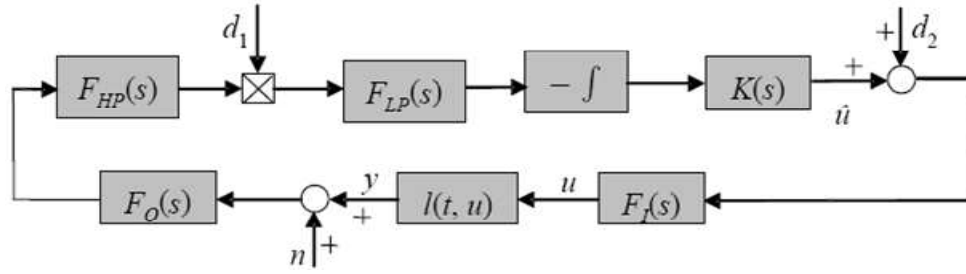 d₁
+ d₂
F_HP(s)
F_LP(s)
− ∫
K(s)
+
û
F_O(s)
y
+
l(t, u)
u
F_I(s)
n +